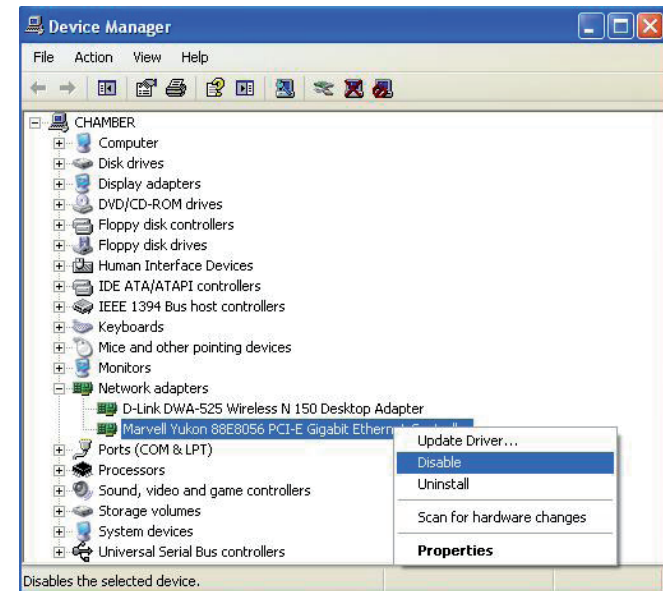 Device Manager
File Action View Help
CHAMBER
Computer
Disk drives
Display adapters
DVD/CD-ROM drives
Floppy disk controllers
Floppy disk drives
Human Interface Devices
IDE ATA/ATAPI controllers
IEEE 1394 Bus host controllers
Keyboards
Mice and other pointing devices
Monitors
Network adapters
D-Link DWA-525 Wireless N 150 Desktop Adapter
Marvell Yukon 88E8056 PCI-E Gigabit
Ports (COM & LPT)
Processors
Sound, video and game controllers
Storage volumes
System devices
Universal Serial Bus controllers
Update Driver...
Disable
Uninstall
Scan for hardware changes
Properties
Disables the selected device.